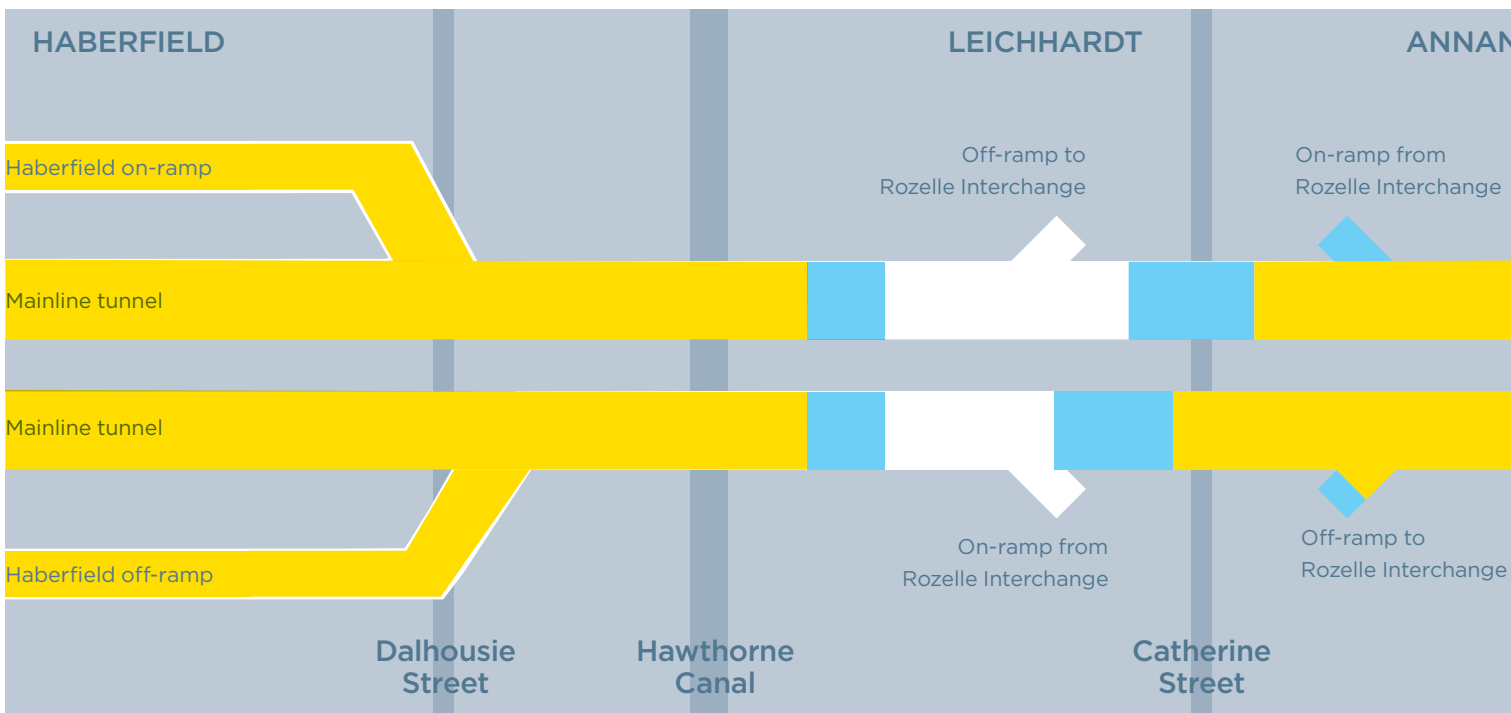 HABERFIELD
LEICHHARDT
ANNAN
Haberfield on-ramp
Off-ramp to
Rozelle Interchange
On-ramp from
Rozelle Interchange
Mainline tunnel
Mainline tunnel
Haberfield off-ramp
On-ramp from
Rozelle Interchange
Off-ramp to
Rozelle Interchange
Dalhousie
Street
Hawthorne
Canal
Catherine
Street